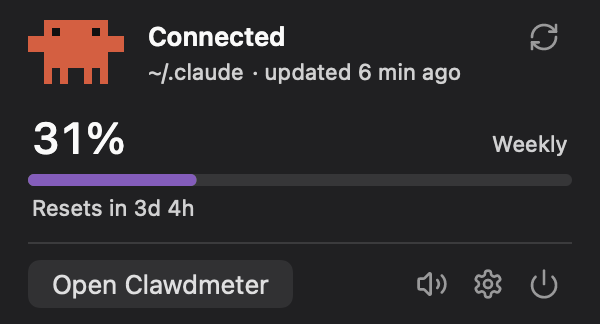 Connected
~/.claude · updated 6 min ago
31%
Weekly
Resets in 3d 4h
Open Clawdmeter